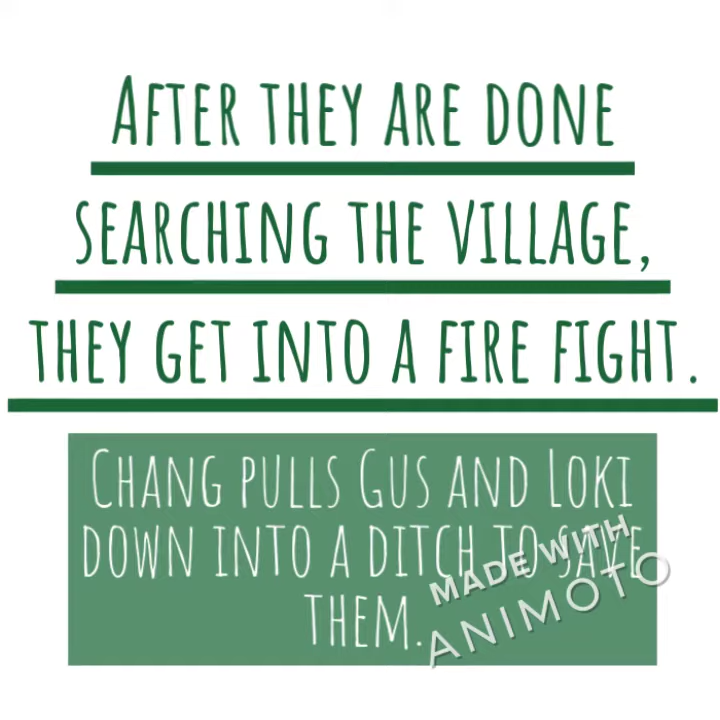 After they are done
searching the village,
they get into a fire fight.
Chang pulls Gus and Loki
down into a ditch to save
them.
MADE WITH
ANIMOTO